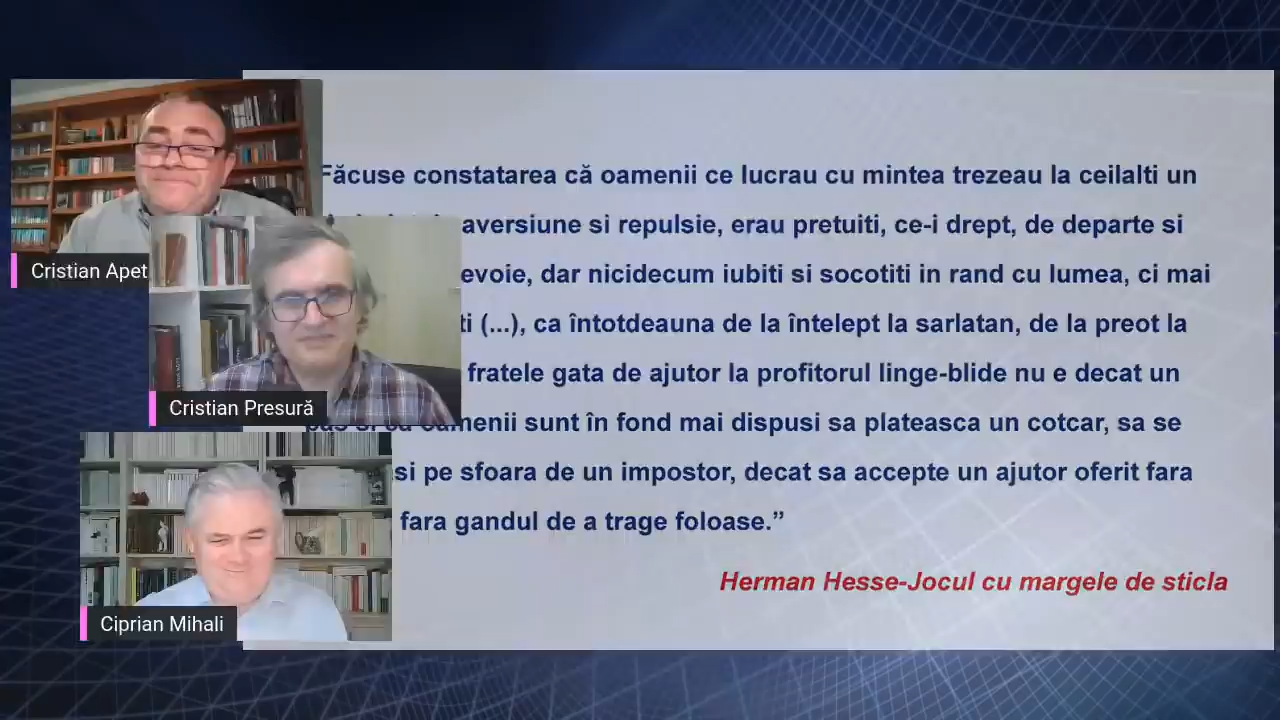 Făcuse constatarea că oamenii ce lucrau cu mintea trezeau la ceilalti un
aversiune si repulsie, erau pretuiti, ce-i drept, de departe si
dar nicidecum iubiti si socotiti in rand cu lumea, ci mai
(...), ca întotdeauna de la întelept la sarlatan, de la preot la
fratele gata de ajutor la profitorul linge-blide nu e decat un
sunt în fond mai dispusi sa plateasca un cotcar, sa se
pe sfoara de un impostor, decat sa accepte un ajutor oferit fara
fara gandul de a trage foloase.”
Herman Hesse-Jocul cu margele de sticla
Cristian Apet
Cristian Presură
Ciprian Mihali